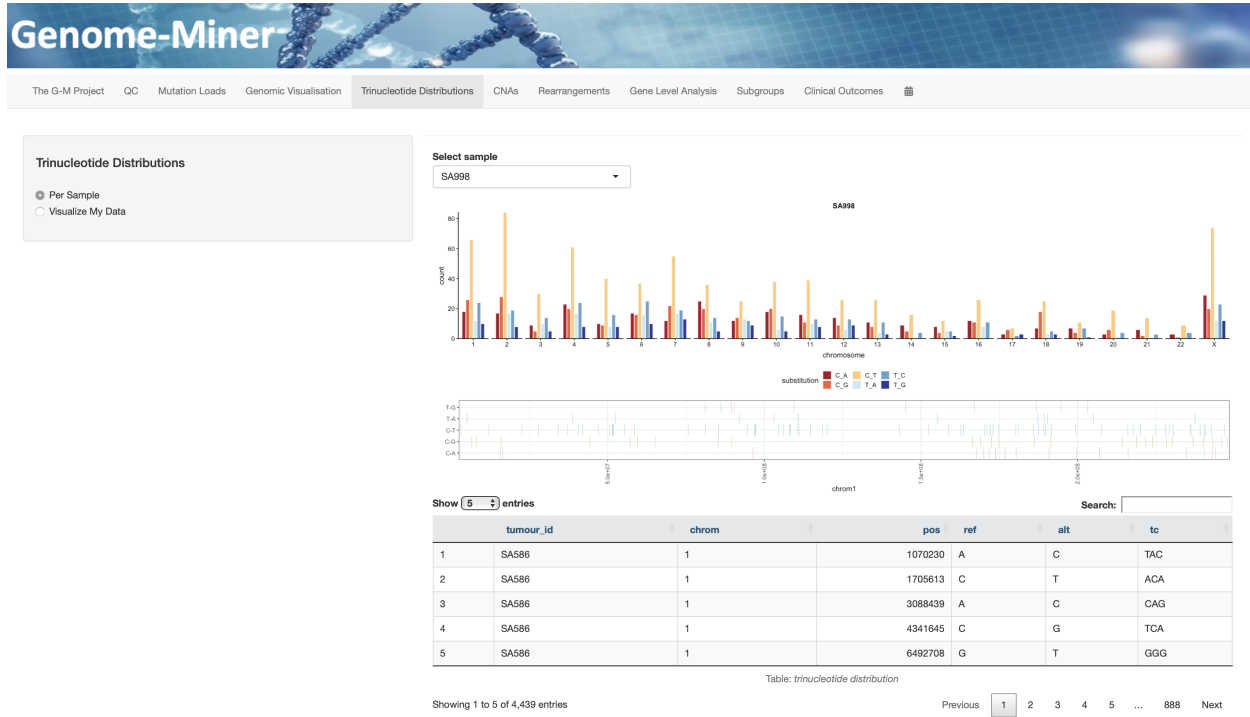 Genome-Miner
The G-M Project QC Mutation Loads Genomic Visualisation Trinucleotide Distributions CNAs Rearrangements Gene Level Analysis Subgroups Clinical Outcomes
Trinucleotide Distributions
Per Sample
Visualize My Data
Select sample
SA998
SA998
80
60
40
20
0
count
1 2 3 4 5 6 7 8 9 10 11 12 13 14 15 16 17 18 19 20 21 22 X
chromosome
substitution
C_A C_T T_C
C_G T_A T_G
T-G
T-A
C-T
C-G
C-A
5.0e+07 1.0e+08 1.5e+08 2.0e+08
chrom1
Show 5 entries Search:
tumour_id chrom pos ref alt tc
1 SA586 1 1070230 A C TAC
2 SA586 1 1705613 C T ACA
3 SA586 1 3088439 A C CAG
4 SA586 1 4341645 C G TCA
5 SA586 1 6492708 G T GGG
Table: trinucleotide distribution
Showing 1 to 5 of 4,439 entries Previous 1 2 3 4 5 ... 888 Next